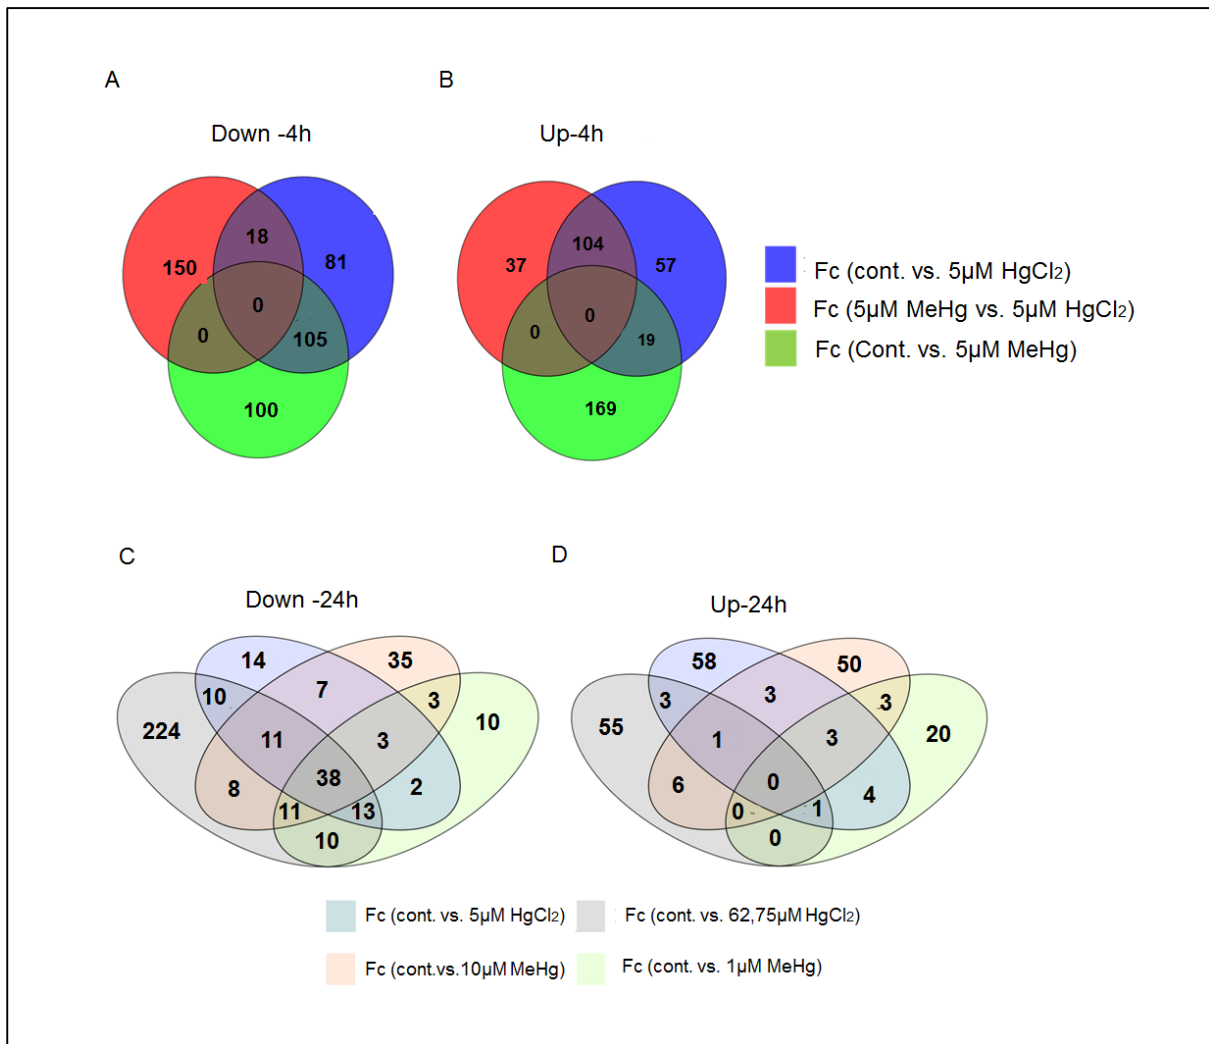 A
B
Down -4h
Up-4h
18
150
81
0
0
105
100
104
37
57
0
0
19
169
Fc (cont. vs. 5µM HgCl₂)
Fc (5µM MeHg vs. 5µM HgCl₂)
Fc (Cont. vs. 5µM MeHg)
C
D
Down -24h
Up-24h
14
35
10
7
3
10
224
11
3
8
38
2
11
13
10
58
50
3
3
3
55
1
3
20
6
0
4
0
1
0
Fc (cont. vs. 5µM HgCl₂)
Fc (cont. vs. 62,75µM HgCl₂)
Fc (cont.vs.10µM MeHg)
Fc (cont. vs. 1µM MeHg)